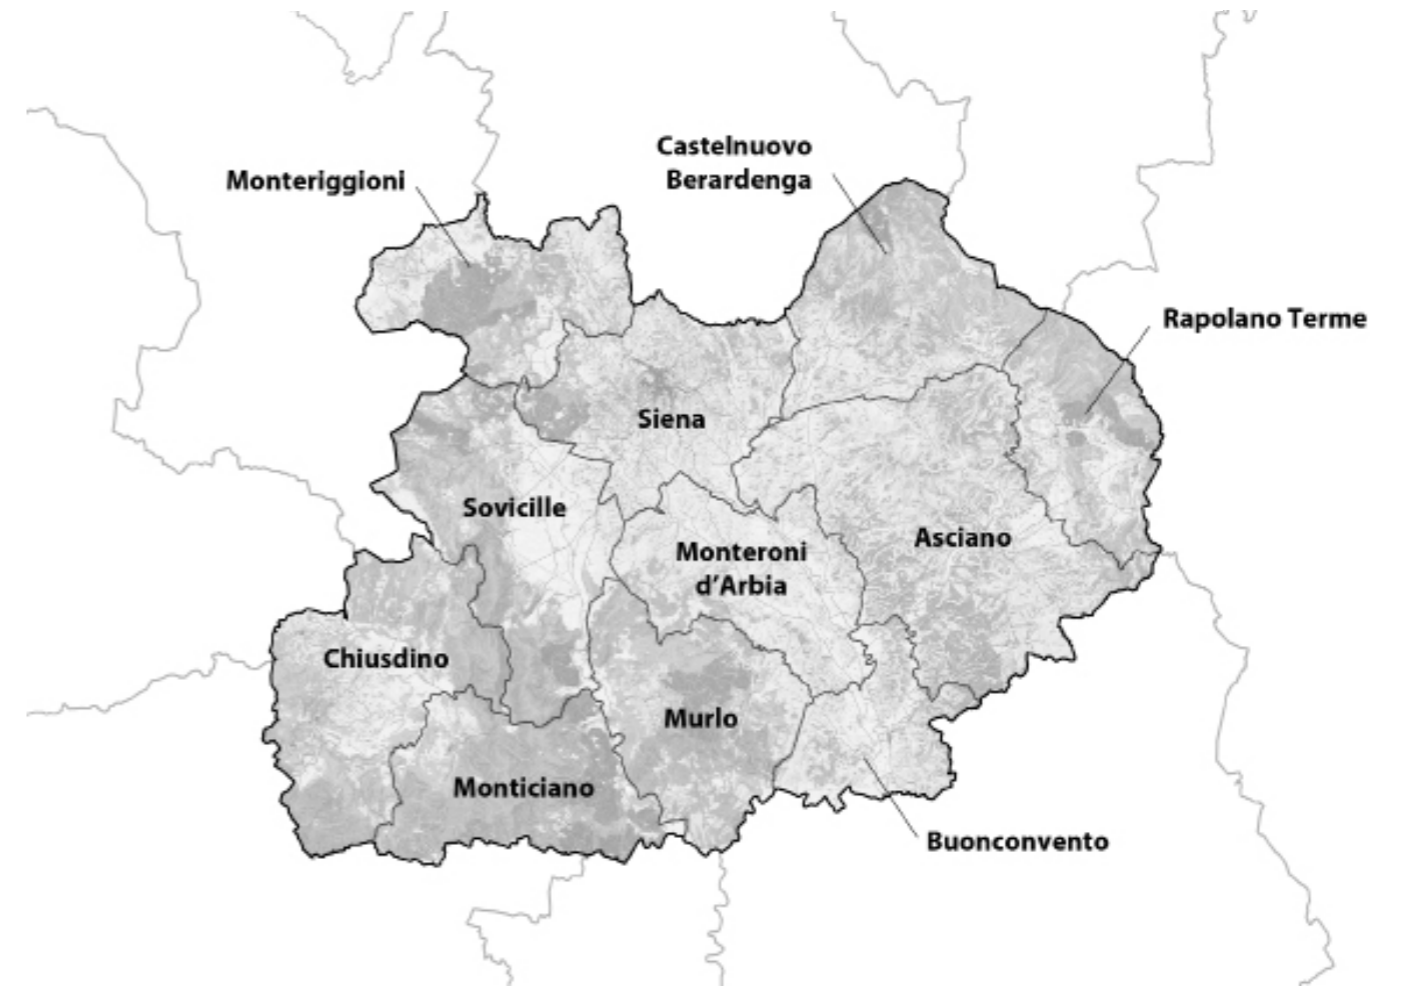 Castelnuovo
Berardenga
Monteriggioni
Rapolano Terme
Siena
Sovicille
Asciano
Monteroni
d'Arbia
Chiusdino
Murlo
Monticiano
Buonconvento